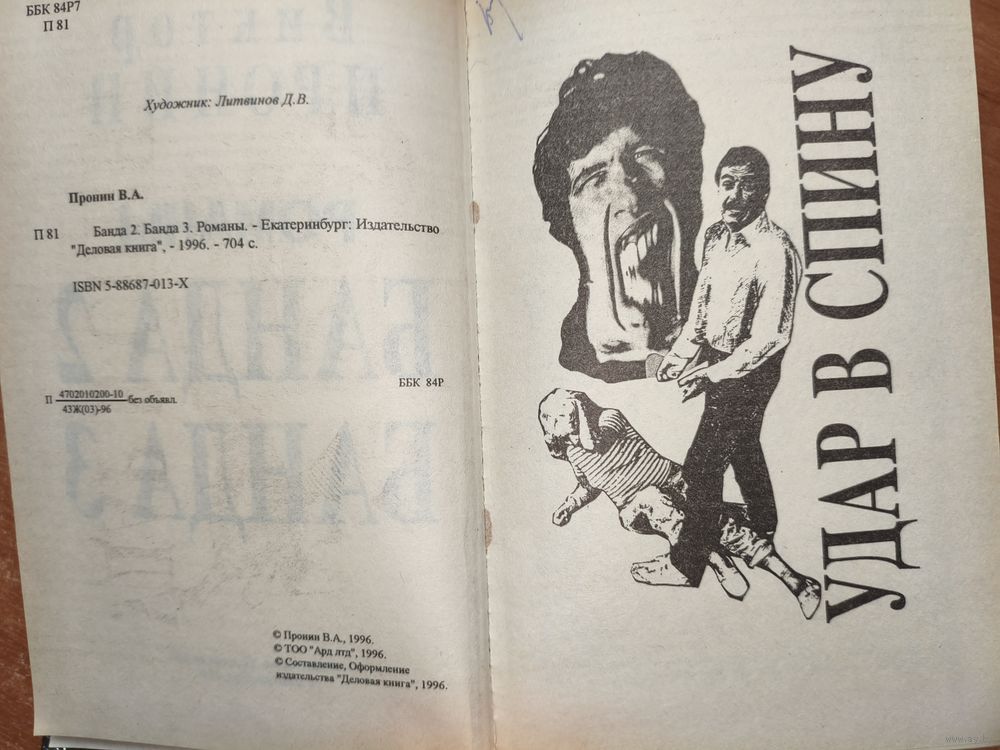 ББК 84Р7
П 81
Художник: Литвинов Д.В.
Пронин В.А.
П 81 Банда 2. Банда 3. Романы. - Екатеринбург: Издательство
"Деловая книга", - 1996. - 704 с.
ISBN 5-88687-013-X
ББК 84Р
П 4702010200-10 без объявл.
43Ж(03)-96
© Пронин В.А., 1996.
© ТОО "Ард лтд", 1996.
© Составление, Оформление
издательства "Деловая книга", 1996.
УДАР В СПИНУ